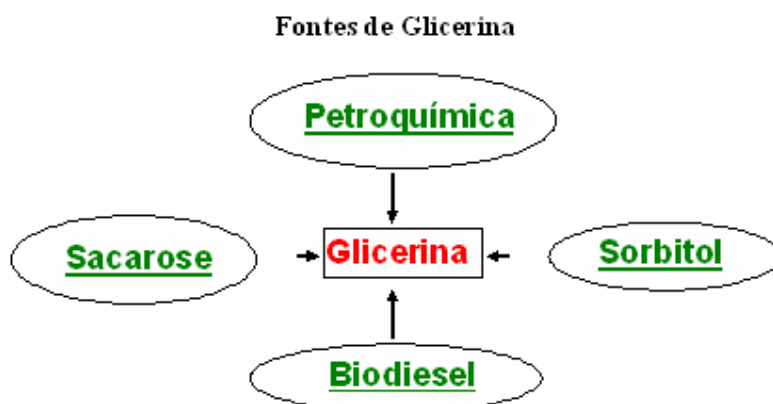 Fontes de Glicerina
Petroquímica
Sacarose
Glicerina
Sorbitol
Biodiesel